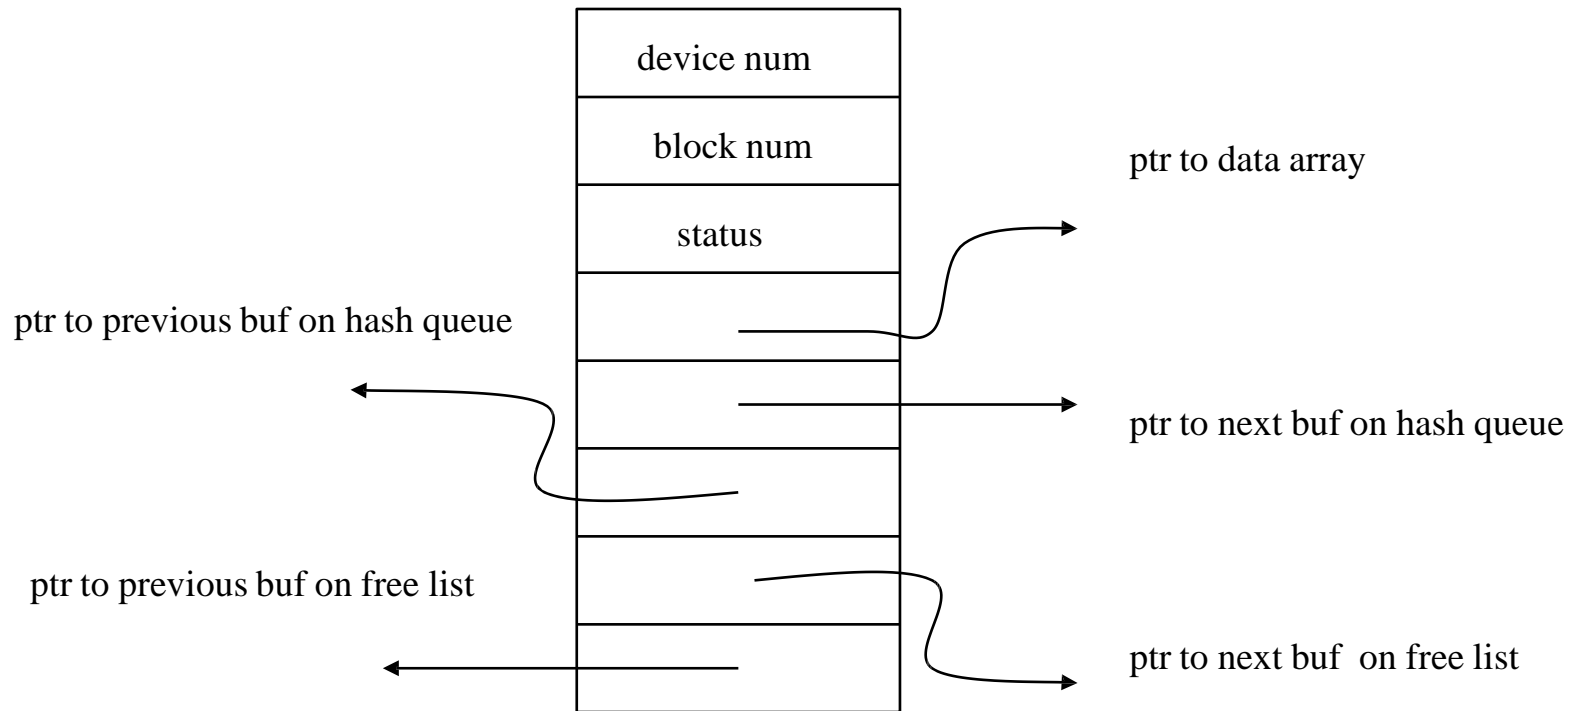 device num
block num
ptr to data array
status
ptr to previous buf on hash queue
ptr to next buf on hash queue
ptr to previous buf on free list
ptr to next buf  on free list